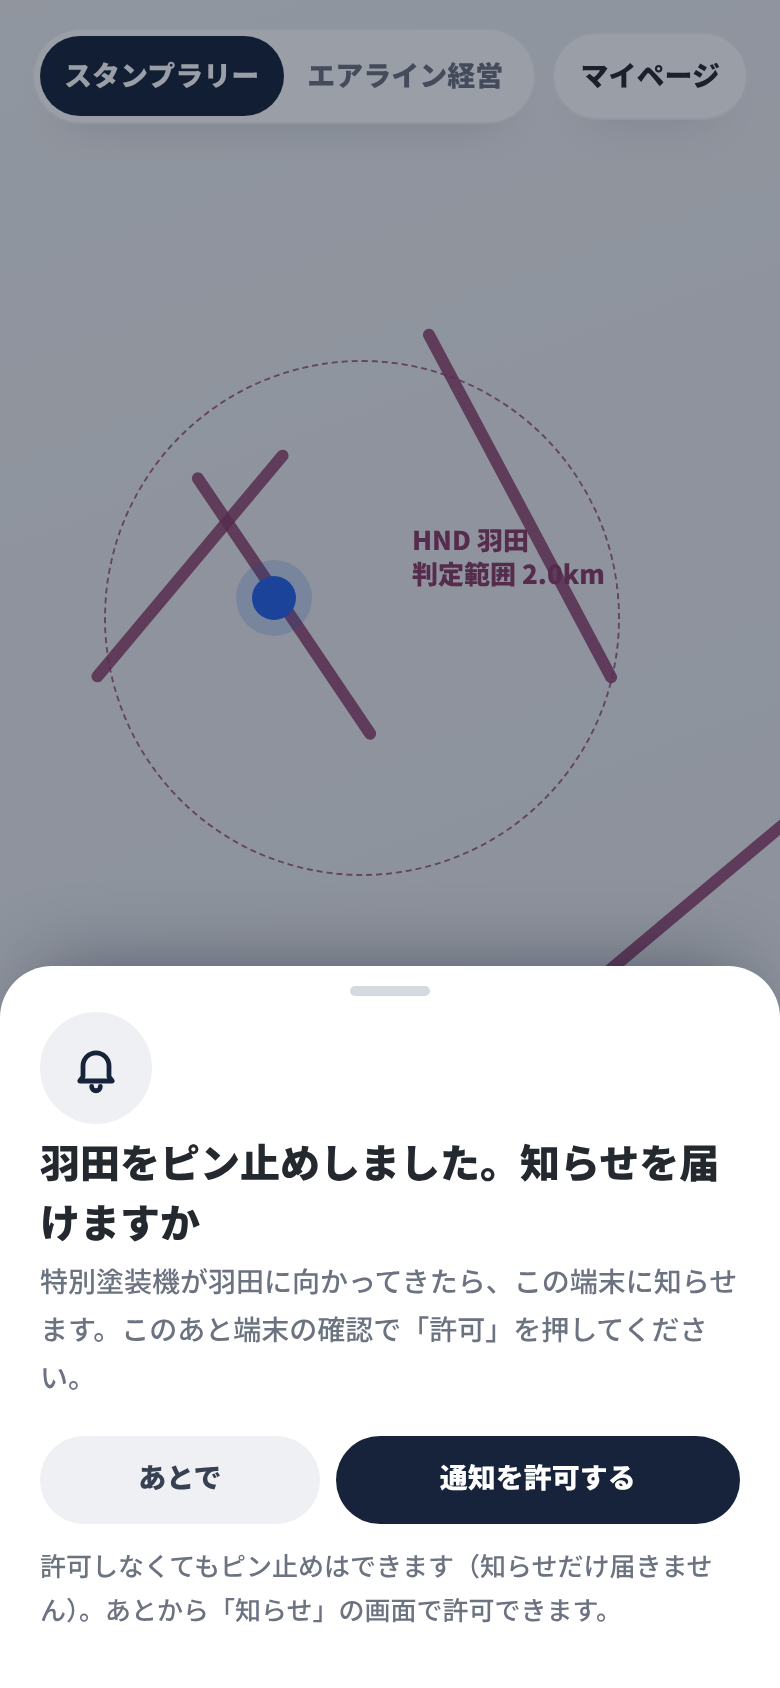 スタンプラリー エアライン経営 マイページ
HND 羽田
判定範囲 2.0km
羽田をピン止めしました。知らせを届
けますか
特別塗装機が羽田に向かってきたら、この端末に知らせ
ます。このあと端末の確認で「許可」を押してくださ
い。
あとで 通知を許可する
許可しなくてもピン止めはできます（知らせだけ届きませ
ん）。あとから「知らせ」の画面で許可できます。